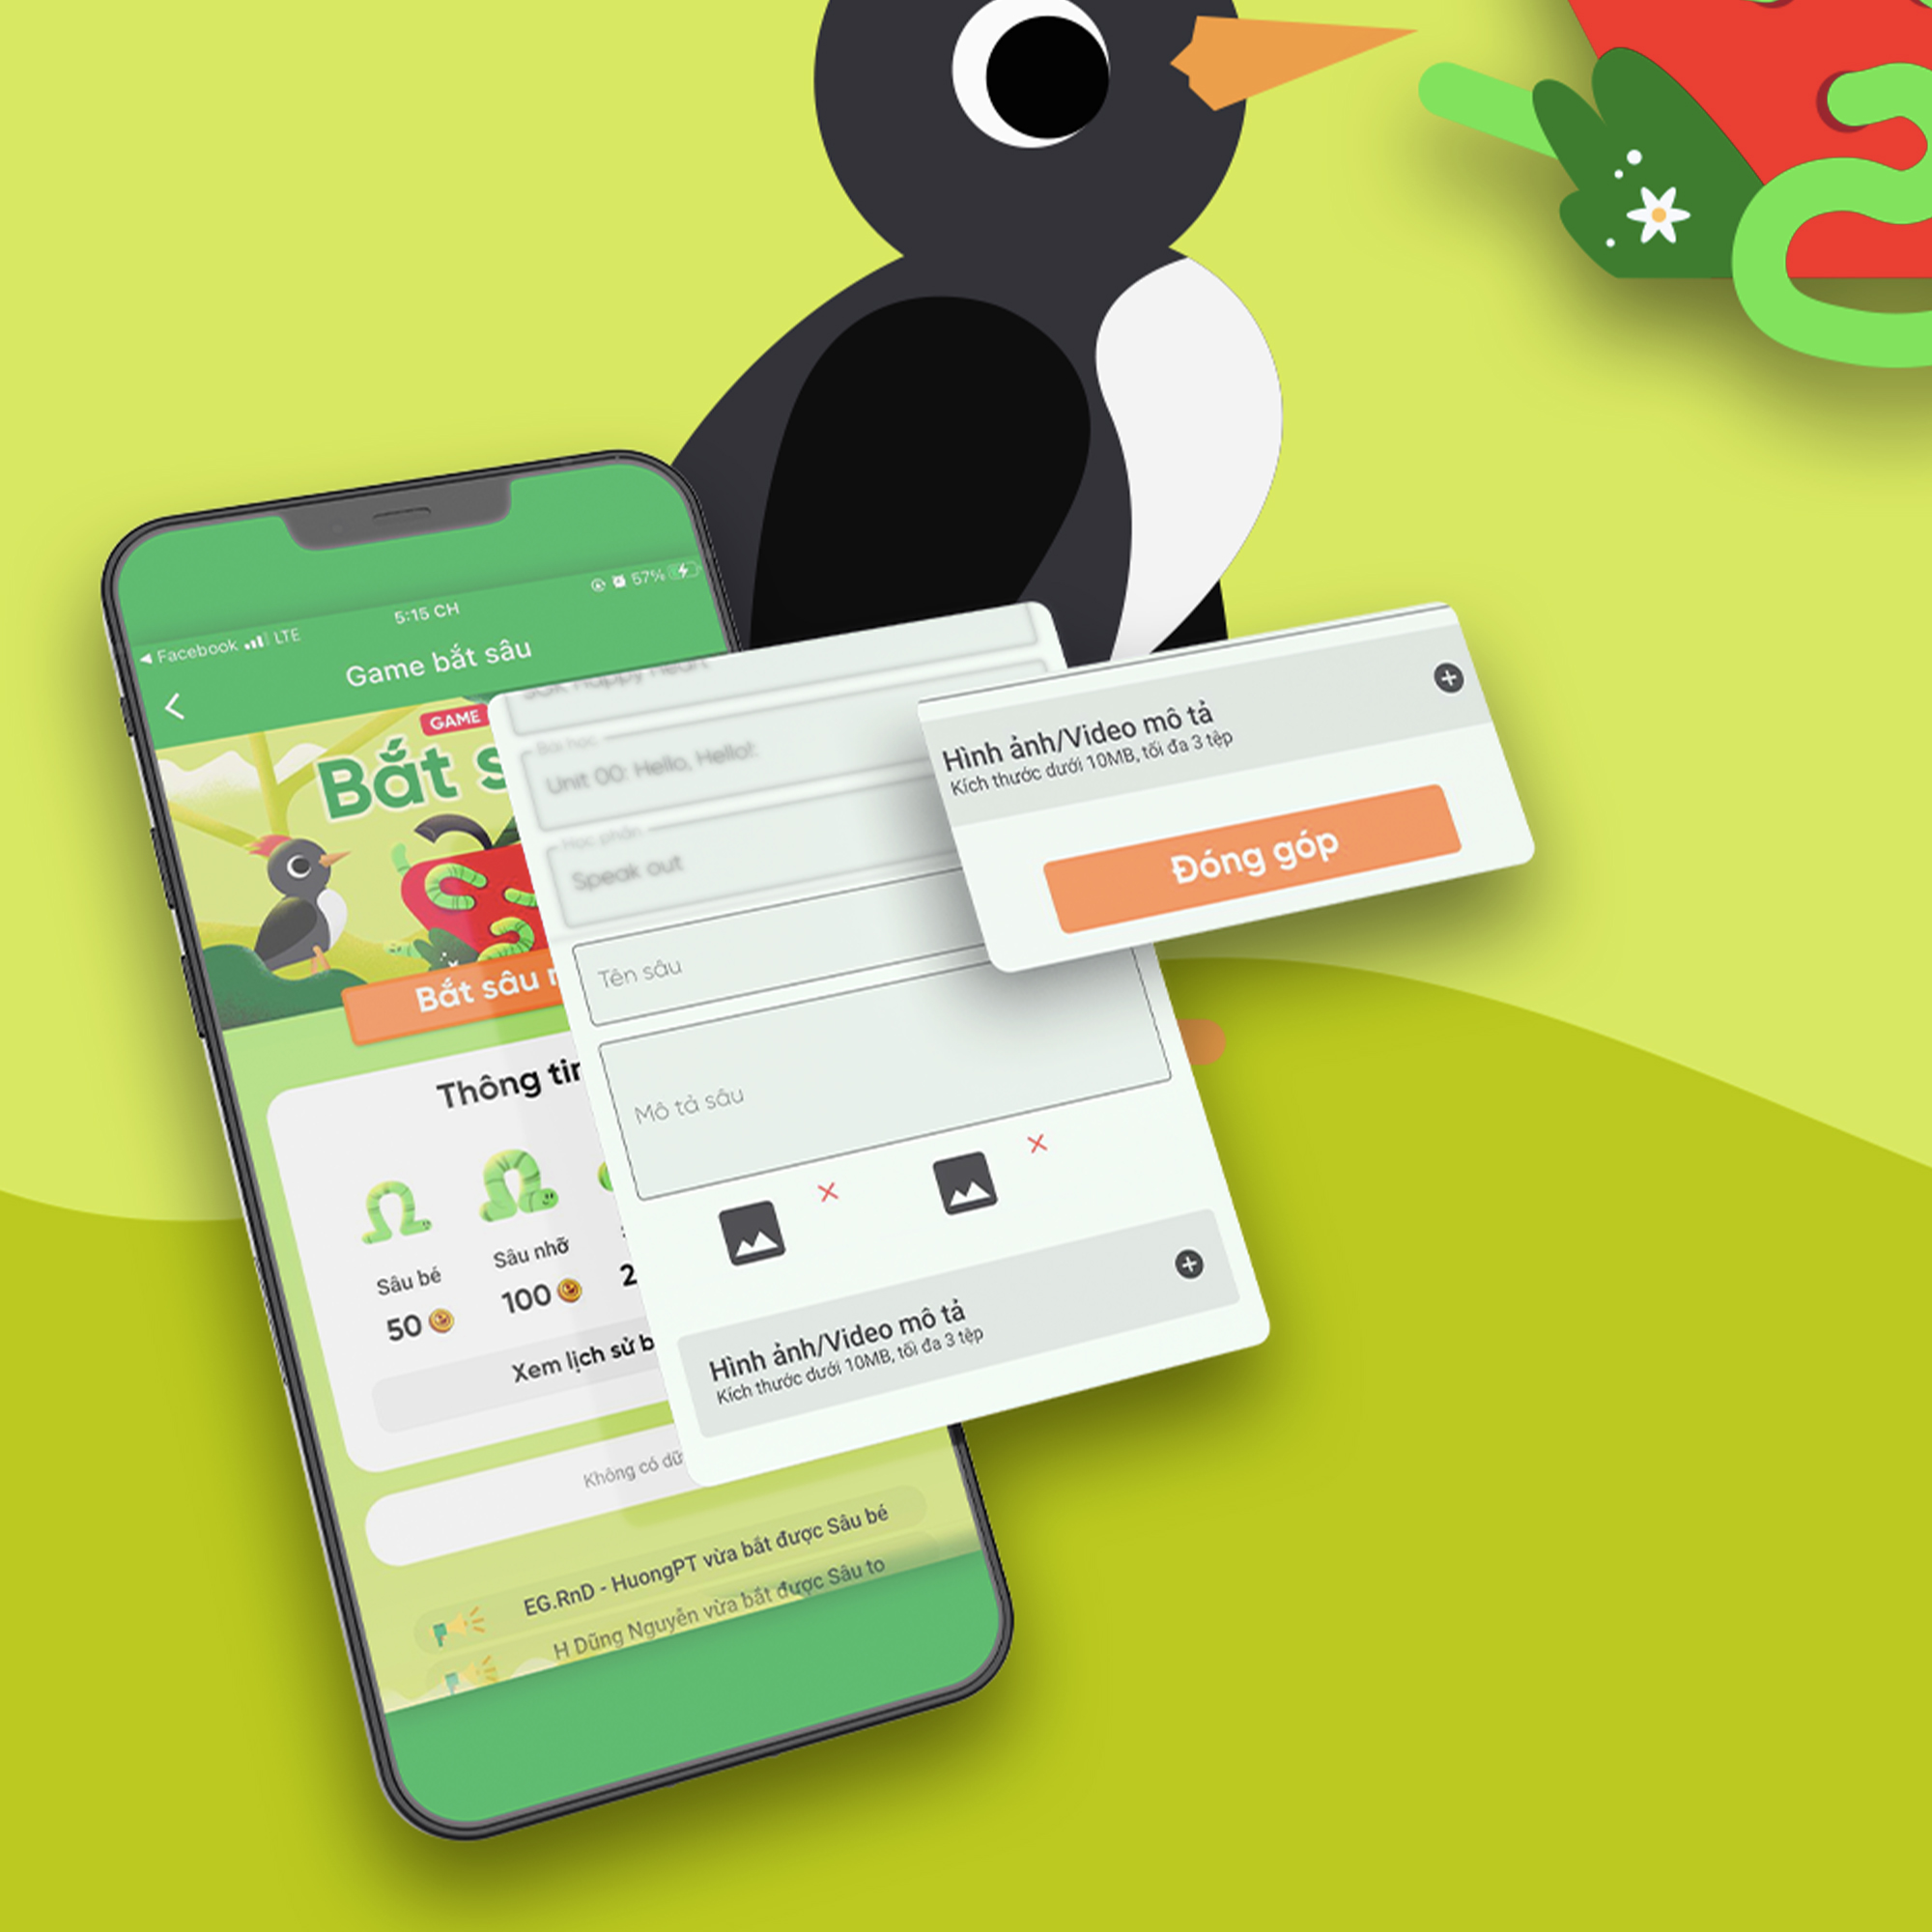 Facebook LTE
5:15 CH
57%
Game bắt sâu
GAME
Bắt
Bắt sâu
Thông
Sâu bé
50
Sâu nhỡ
100
Xem lịch sử
Không có
EG.RnD - HuongPT vừa bắt được Sâu bé
H Dũng Nguyễn vừa bắt được Sâu to
SGK Happy Heart
Bài học
Unit 00: Hello, Hello!:
Học phần
Speak out
Tên sâu
Mô tả sâu
Hình ảnh/Video mô tả
Kích thước dưới 10MB, tối đa 3 tệp
Hình ảnh/Video mô tả
Kích thước dưới 10MB, tối đa 3 tệp
Đóng góp